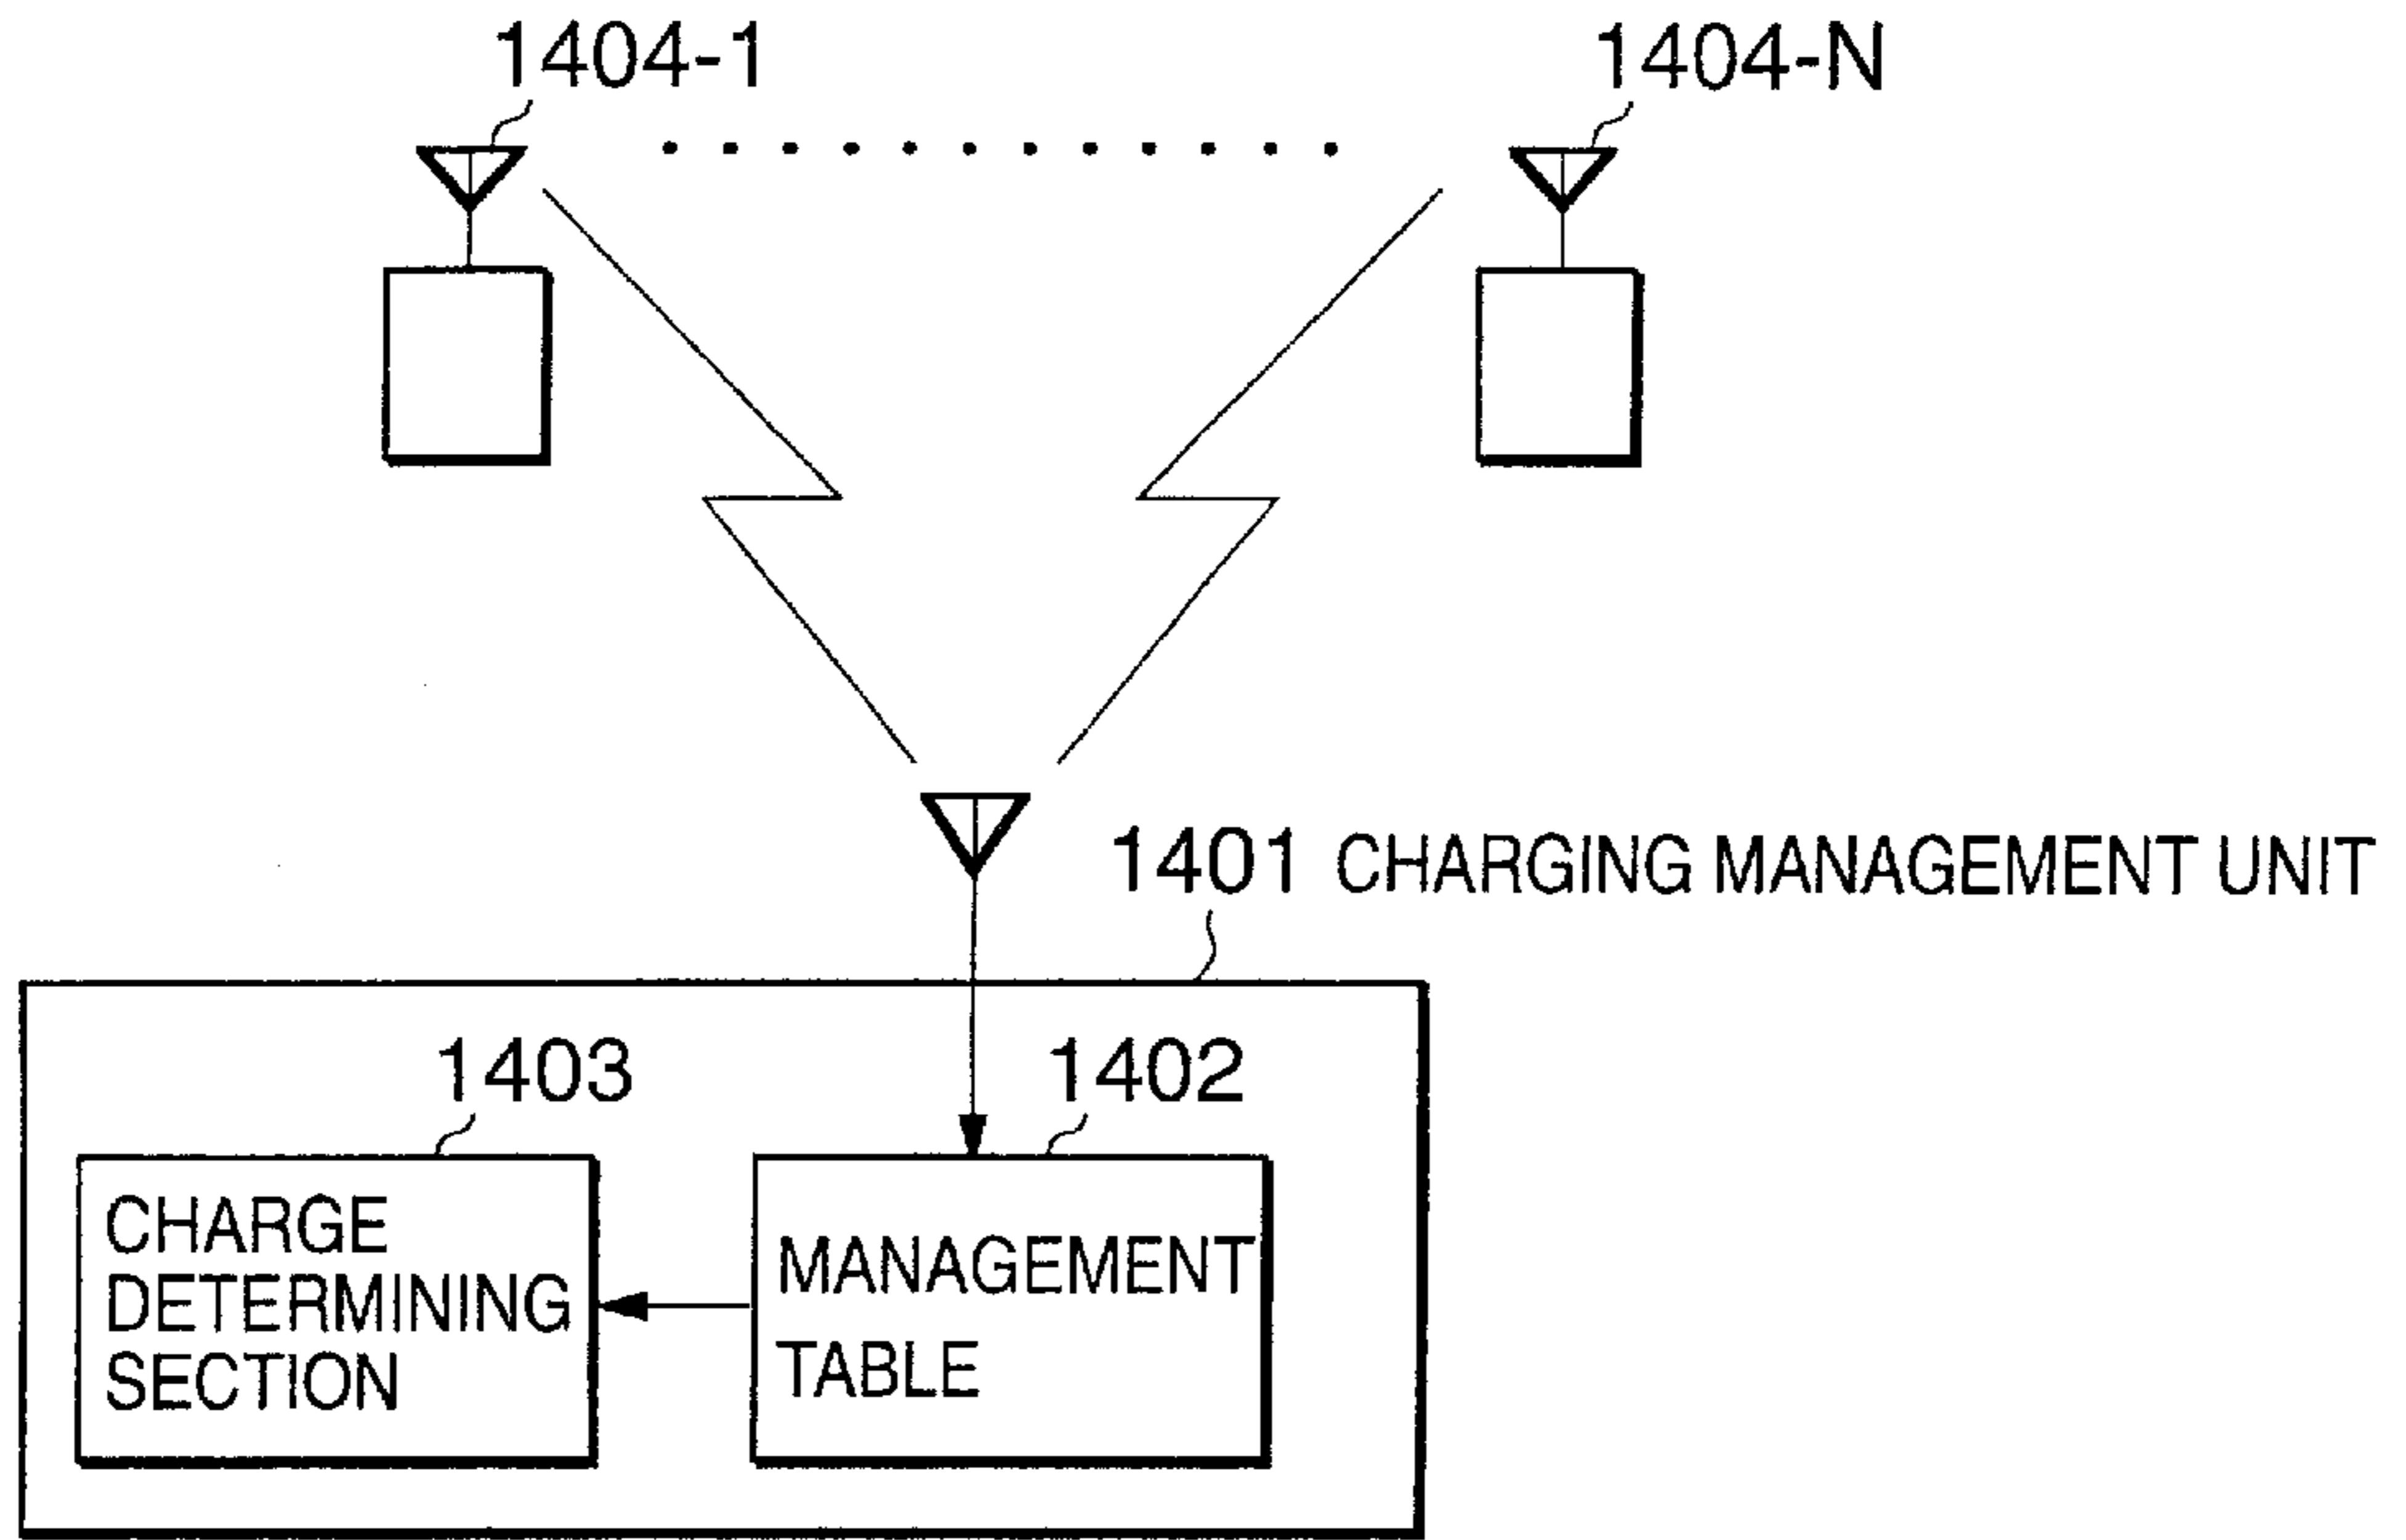 1404-1
1404-N
1401 CHARGING MANAGEMENT UNIT
1403
1402
CHARGE
DETERMINING
SECTION
MANAGEMENT
TABLE